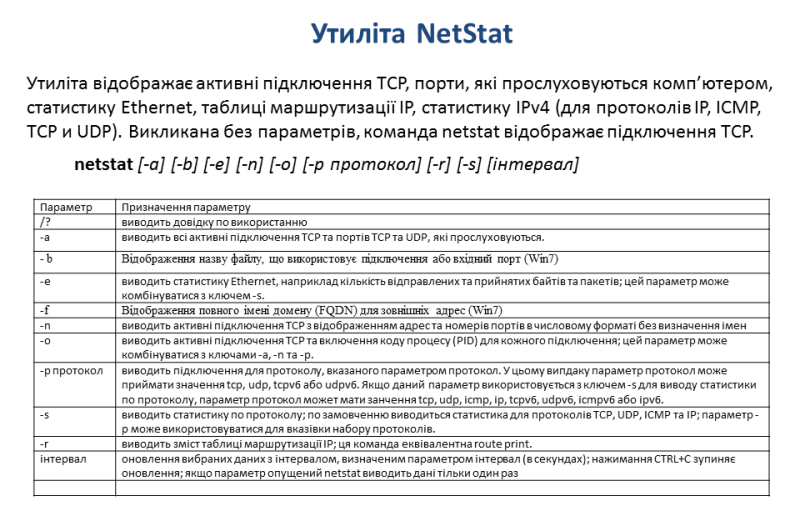 Утиліта NetStat
Утиліта відображає активні підключення TCP, порти, які прослуховуються комп’ютером,
статистику Ethernet, таблиці маршрутизації IP, статистику IPv4 (для протоколів IP, ICMP,
TCP и UDP). Викликана без параметрів, команда netstat відображає підключення TCP.
netstat [-a] [-b] [-e] [-n] [-o] [-p протокол] [-r] [-s] [інтервал]
Параметр Призначення параметру
/? виводить довідку по використанню
-a виводить всі активні підключення TCP та портів TCP та UDP, які прослуховуються.
- b Відображення назву файлу, що використовує підключення або вхідний порт (Win7)
-e виводить статистику Ethernet, наприклад кількість відправлених та прийнятих байтів та пакетів; цей параметр може
комбінуватися з ключем -s.
-f Відображення повного імені домену (FQDN) для зовнішніх адрес (Win7)
-n виводить активні підключення TCP з відображенням адрес та номерів портів в числовому форматі без визначення імен
-o виводить активні підключення TCP та включення коду процесу (PID) для кожного підключення; цей параметр може
комбінуватися з ключами -a, -n та -p.
-p протокол виводить підключення для протоколу, вказаного параметром протокол. У цьому випдаку параметр протокол може
приймати значення tcp, udp, tcpv6 або udpv6. Якщо даний параметр використовується з ключем -s для виводу статистики
по протоколу, параметр протокол может мати занчення tcp, udp, icmp, ip, tcpv6, udpv6, icmpv6 або ipv6.
-s виводить статистику по протоколу; по замовченню виводиться статистика для протоколів TCP, UDP, ICMP та IP; параметр -
p може використовуватися для вказівки набору протоколів.
-r виводить зміст таблиці маршрутизації IP; ця команда еквівалентна route print.
інтервал оновлення вибраних даних з інтервалом, визначеним параметром інтервал (в секундах); нажимання CTRL+C зупиняє
оновлення; якщо параметр опущений netstat виводить дані тільки один раз